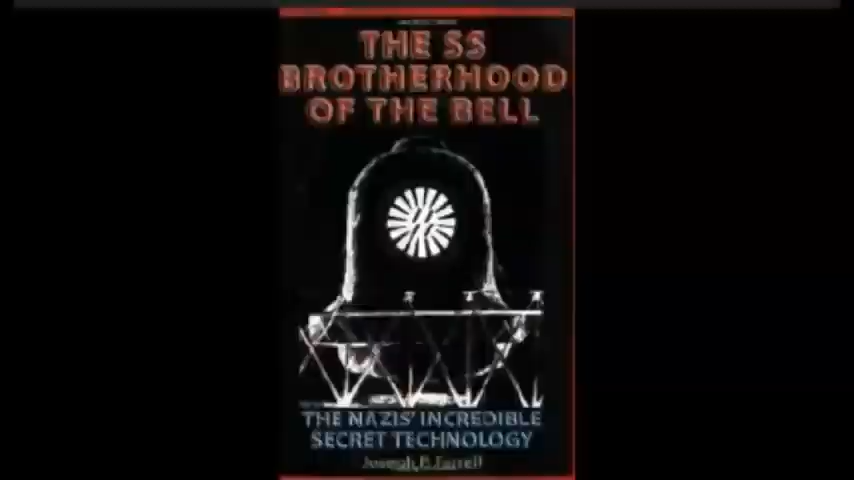 THE SS
BROTHERHOOD
OF THE BELL
THE NAZIS' INCREDIBLE
SECRET TECHNOLOGY
Joseph P. Farrell